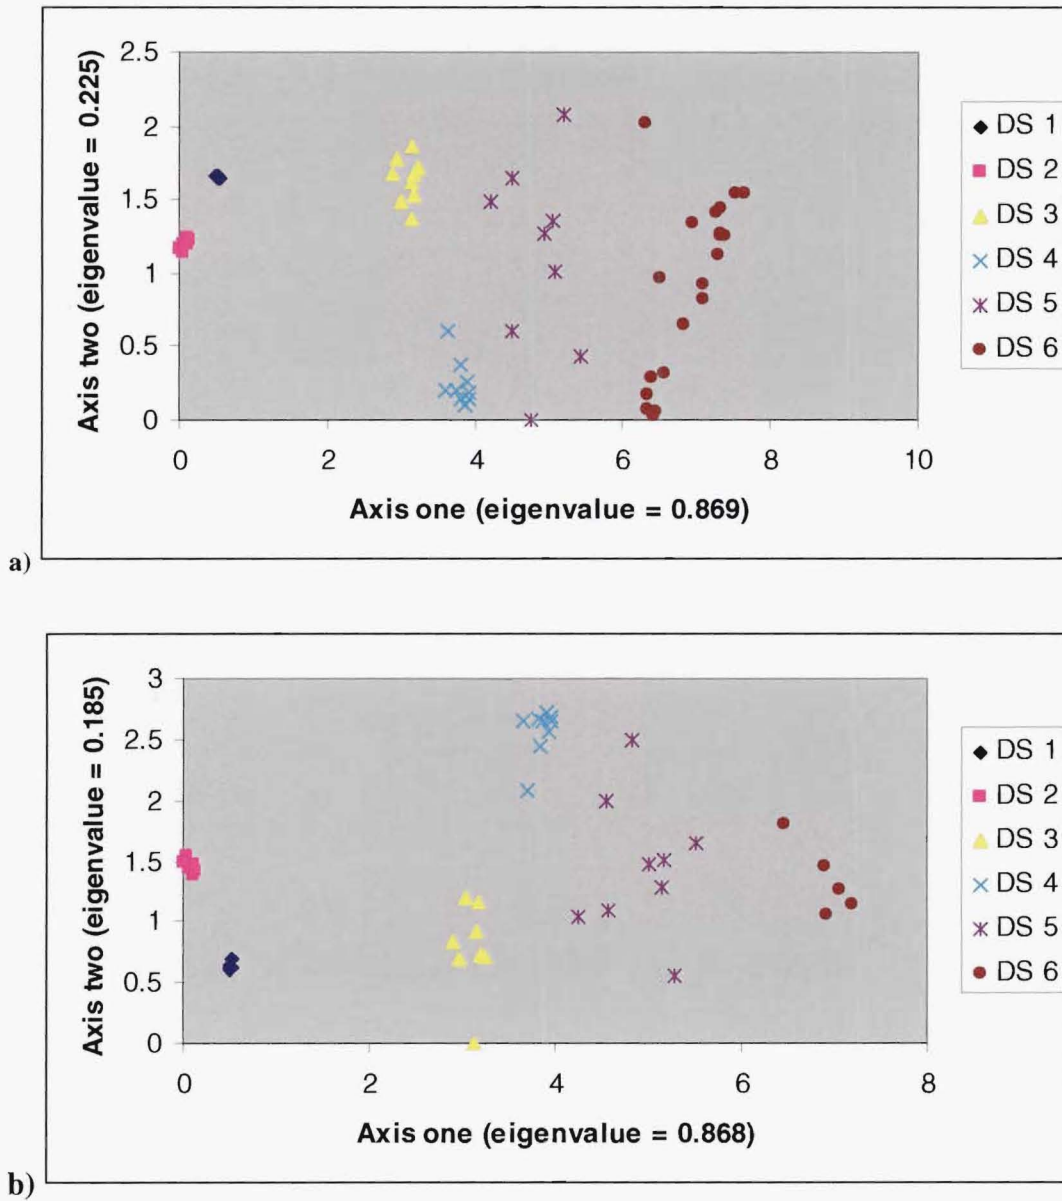 2.5
2
1.5
1
0.5
0
Axis two (eigenvalue = 0.225)
0 2 4 6 8 10
Axis one (eigenvalue = 0.869)
DS 1
DS 2
DS 3
DS 4
DS 5
DS 6
a)
3
2.5
2
1.5
1
0.5
0
Axis two (eigenvalue = 0.185)
0 2 4 6 8
Axis one (eigenvalue = 0.868)
DS 1
DS 2
DS 3
DS 4
DS 5
DS 6
b)